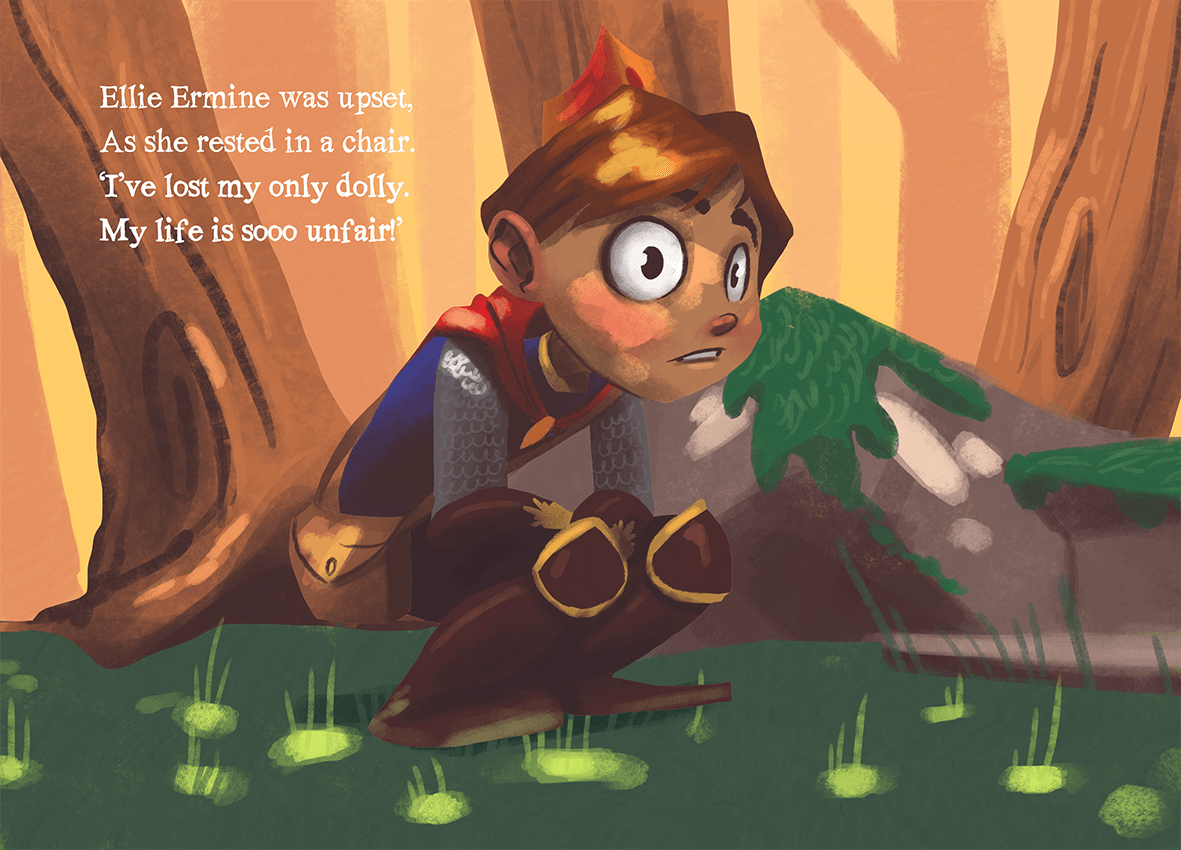 Ellie Ermine was upset,
As she rested in a chair.
‘I’ve lost my only dolly.
My life is sooo unfair!’